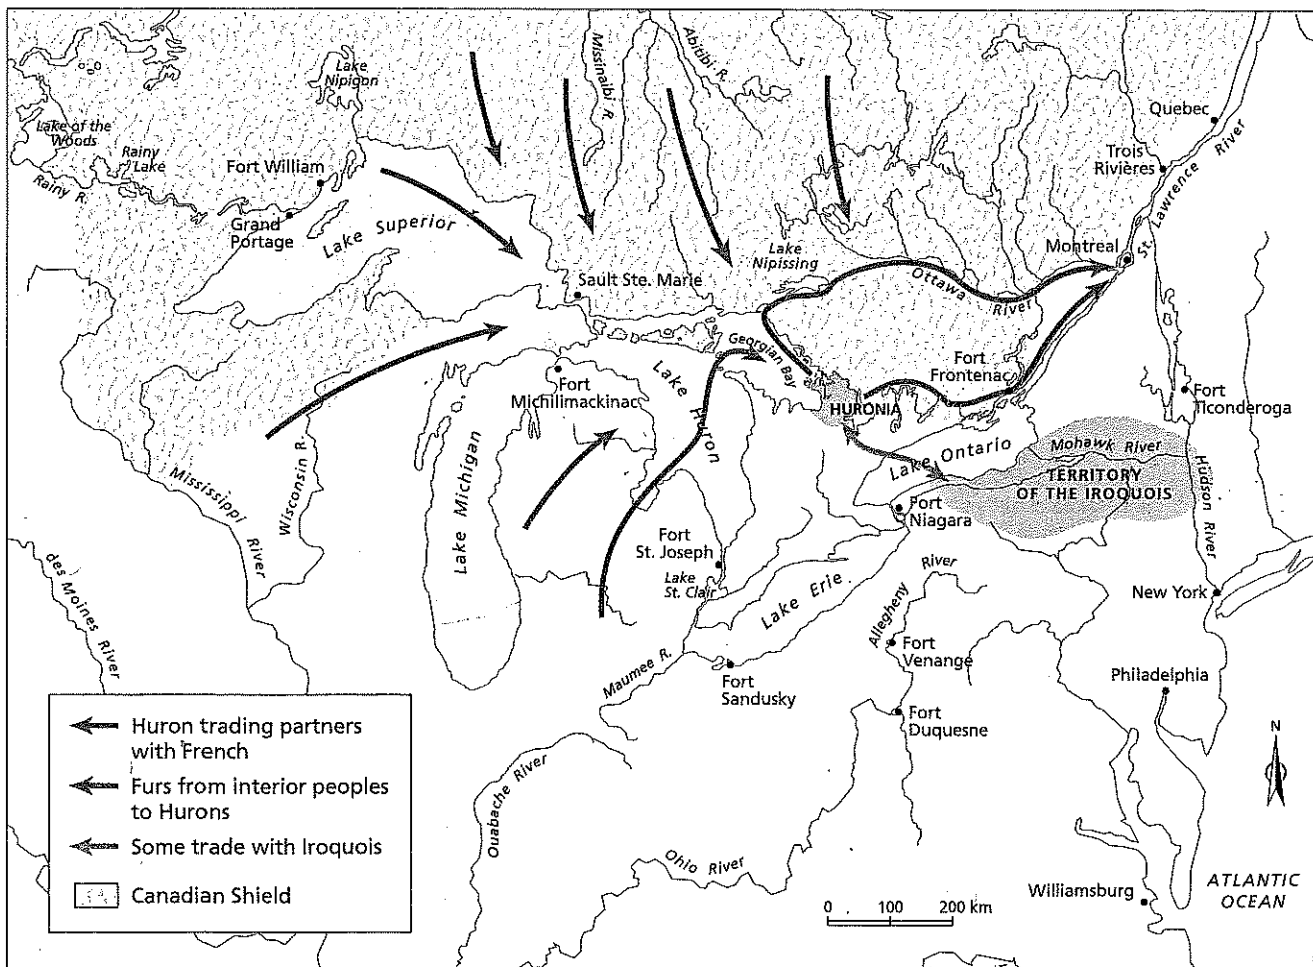 Lake
Nipigon
Missinaibi R.
Abitibi R.
Quebec
Lake of the
Woods
Rainy
Lake
Rainy R.
Fort William
Trois
Rivières
St. Lawrence River
Grand
Portage
Lake Superior
Montreal
Lake
Nipissing
Ottawa
River
Sault Ste. Marie
Georgian Bay
Fort
Frontenac
Fort
Michilimackinac
Lake Huron
HURONIA
Fort
Ticonderoga
Mississippi
River
Wisconsin R.
Lake Michigan
Lake Ontario
Mohawk River
TERRITORY
OF THE IROQUOIS
Hudson River
Fort
Niagara
Fort
St. Joseph
Lake
St. Clair
Lake Erie
Allegheny
River
New York
des Moines River
Fort
Venange
Maumee R.
Fort
Sandusky
Philadelphia
Fort
Duquesne
Huron trading partners
with French
Furs from interior peoples
to Hurons
Some trade with Iroquois
Canadian Shield
Ouabache River
Ohio River
N
0 100 200 km
Williamsburg
ATLANTIC
OCEAN